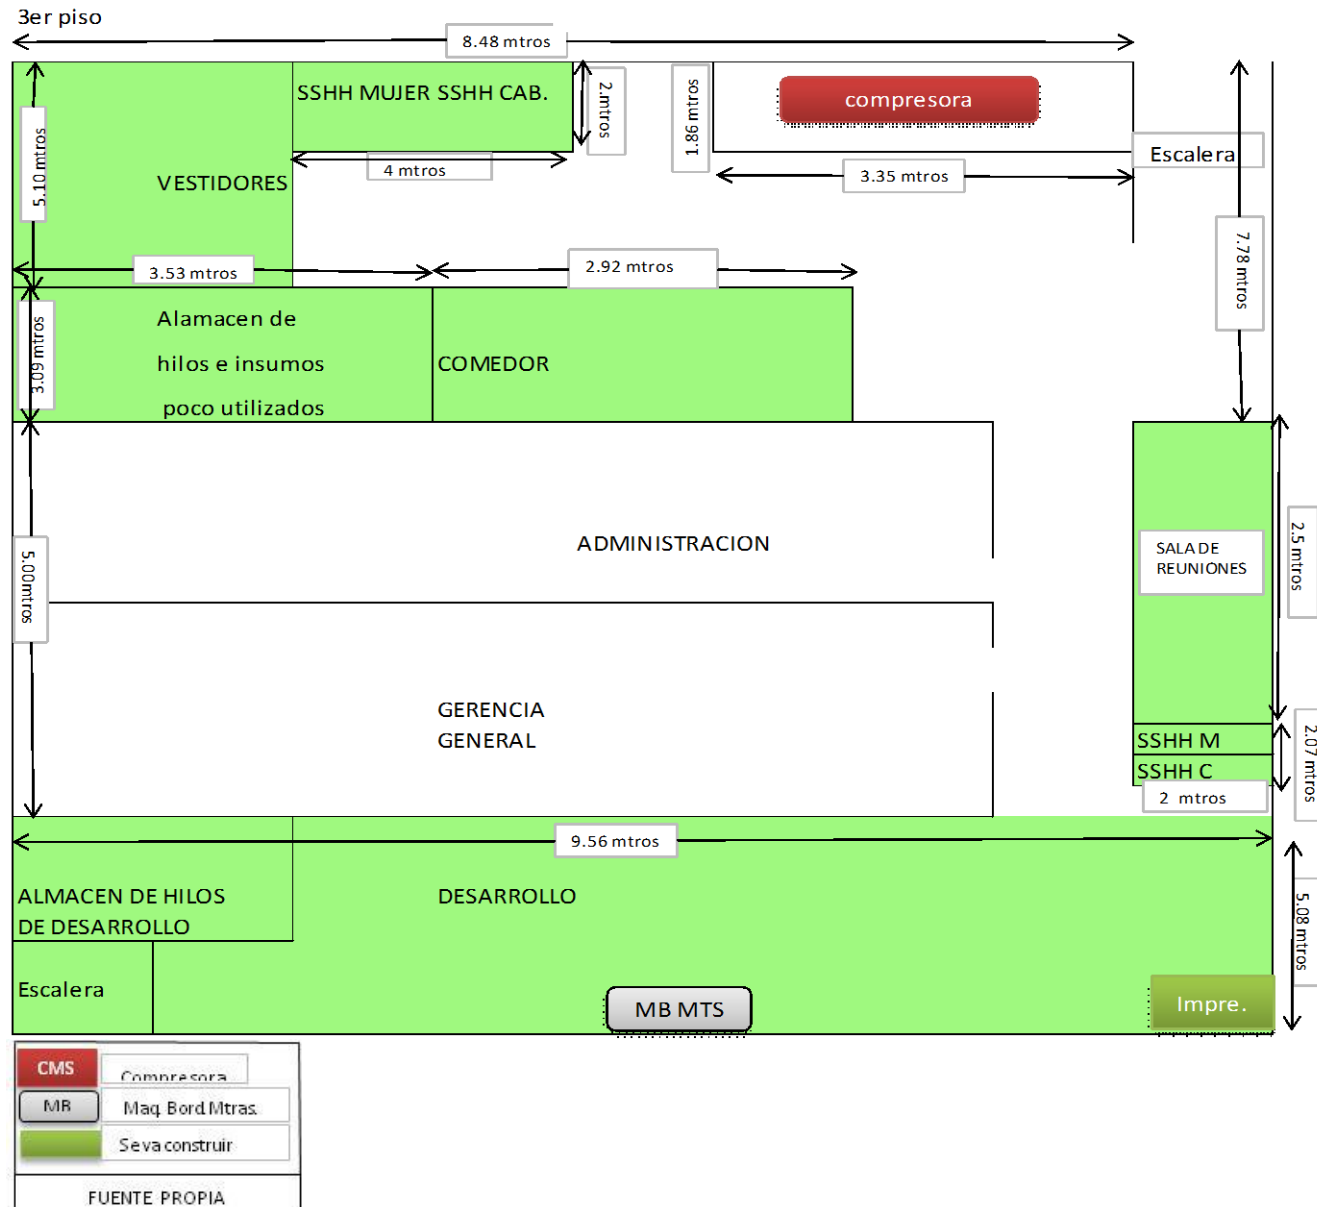 3er piso
8.48 mtros
SSHH MUJER SSHH CAB.
2.mtros
1.86 mtros
compresora
5.10 mtros
4 mtros
Escalera
VESTIDORES
3.35 mtros
3.53 mtros
2.92 mtros
7.78 mtros
3.09 mtros
Alamacen de
hilos e insumos
poco utilizados
COMEDOR
ADMINISTRACION
5.00mtros
SALA DE
REUNIONES
2.5 mtros
GERENCIA
GENERAL
SSHH M
SSHH C
2.07 mtros
2 mtros
9.56 mtros
ALMACEN DE HILOS
DE DESARROLLO
DESARROLLO
5.08 mtros
Escalera
MB MTS
Impre.
CMS
Compresora
MB
Maq. Bord.Mtras.
Se va construir
FUENTE PROPIA